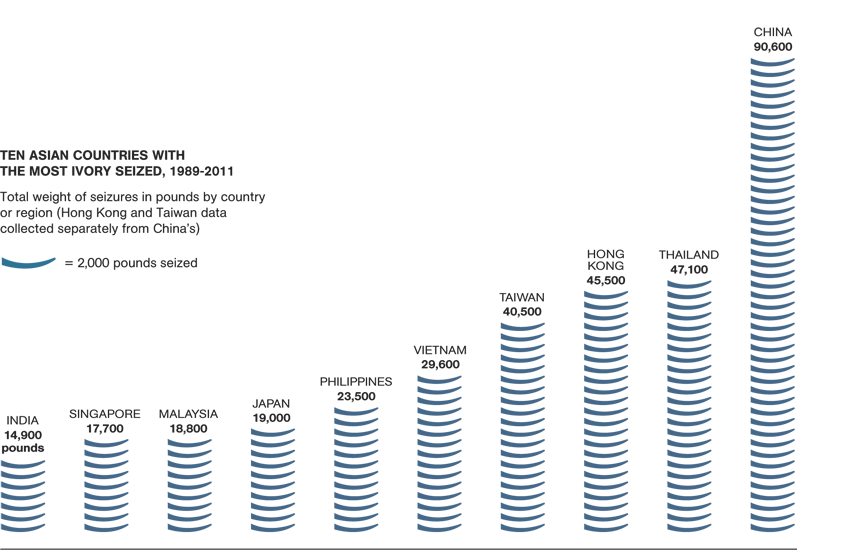 TEN ASIAN COUNTRIES WITH
THE MOST IVORY SEIZED, 1989-2011
Total weight of seizures in pounds by country
or region (Hong Kong and Taiwan data
collected separately from China's)
= 2,000 pounds seized
INDIA
14,900
pounds
SINGAPORE
17,700
MALAYSIA
18,800
JAPAN
19,000
PHILIPPINES
23,500
VIETNAM
29,600
TAIWAN
40,500
HONG
KONG
45,500
THAILAND
47,100
CHINA
90,600